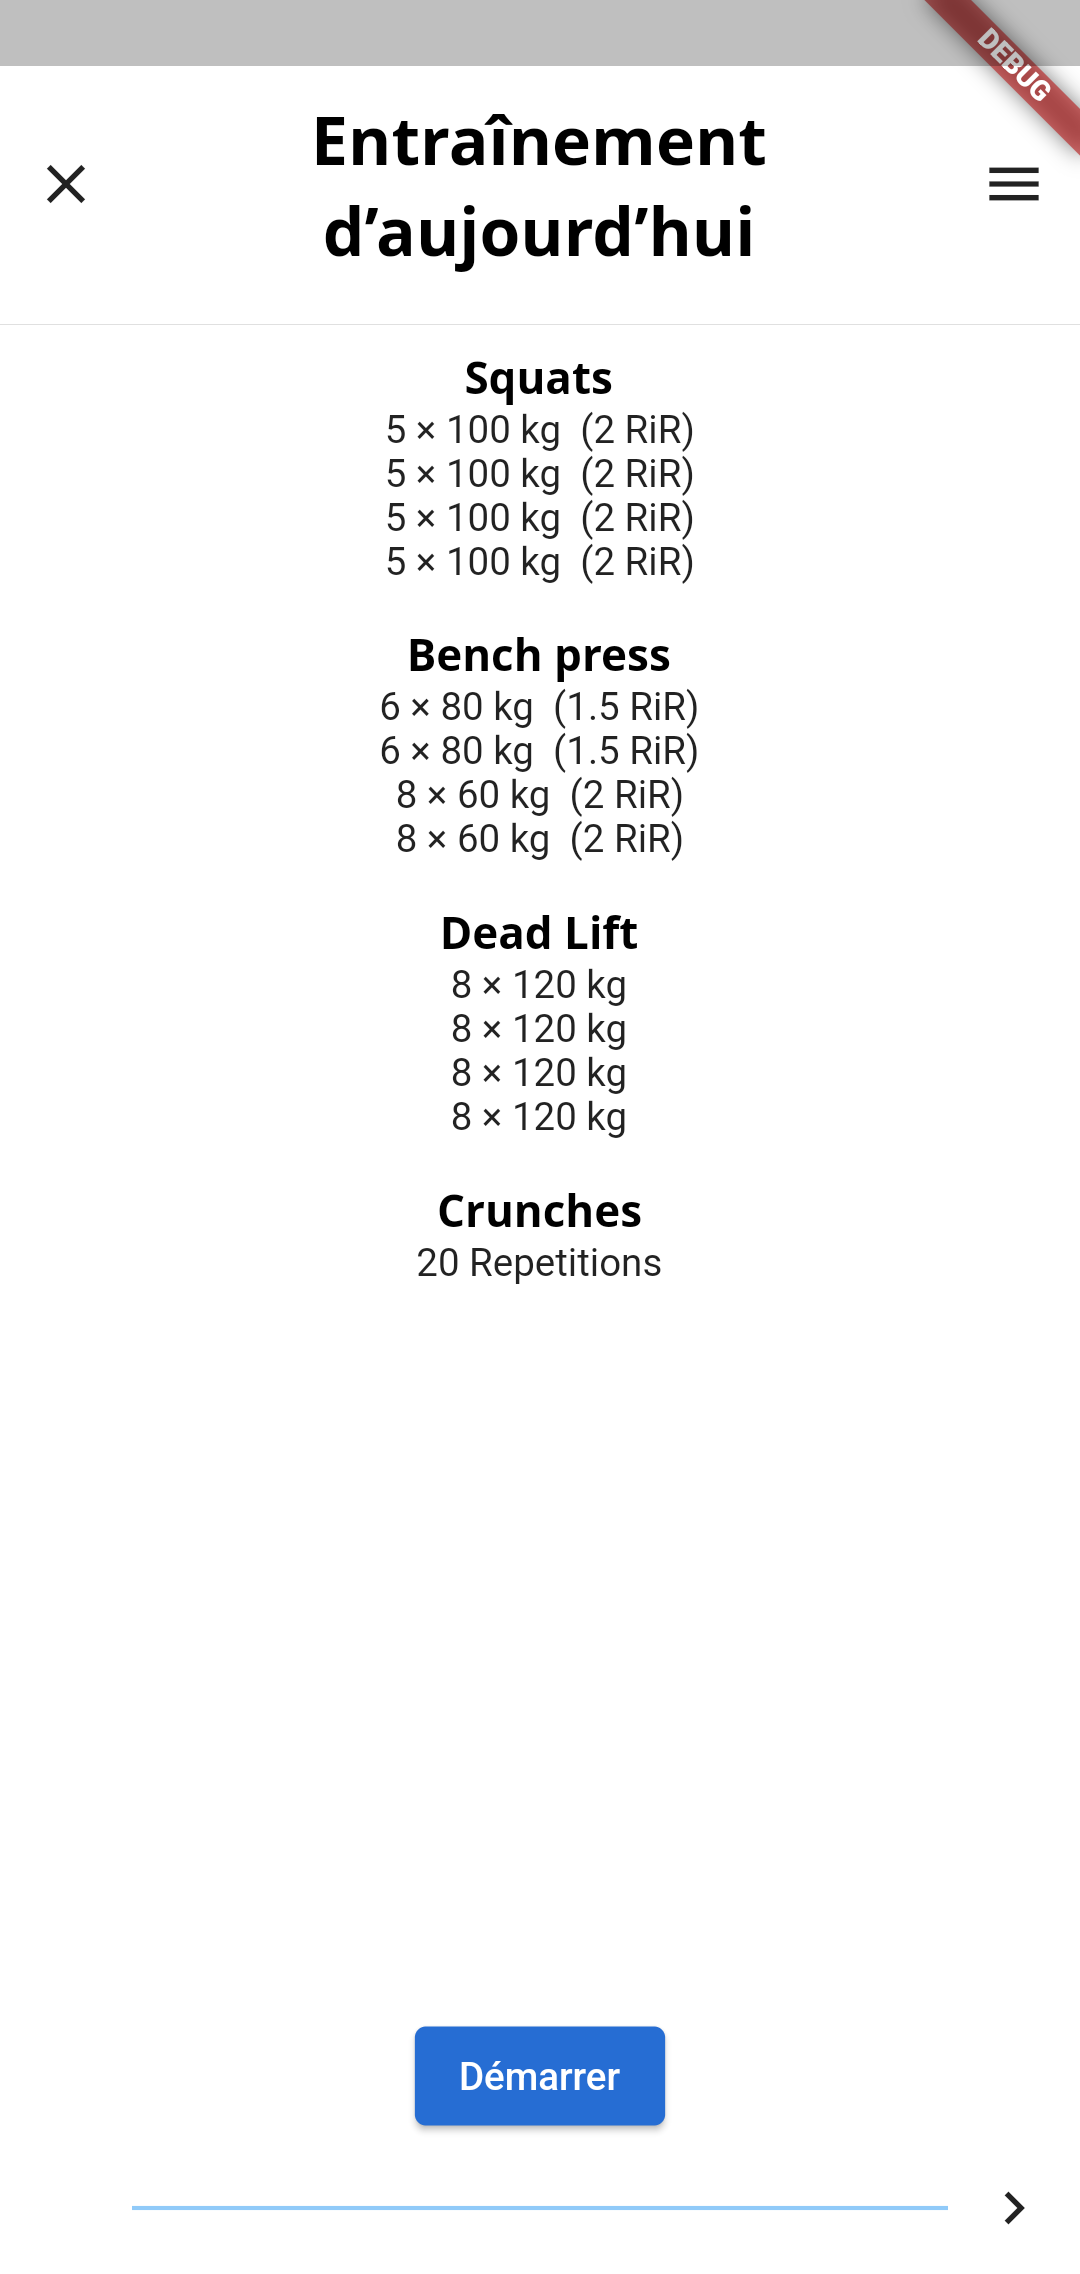 DEBUG
Entraînement
d’aujourd’hui
Squats
5 × 100 kg (2 RiR)
5 × 100 kg (2 RiR)
5 × 100 kg (2 RiR)
5 × 100 kg (2 RiR)
Bench press
6 × 80 kg (1.5 RiR)
6 × 80 kg (1.5 RiR)
8 × 60 kg (2 RiR)
8 × 60 kg (2 RiR)
Dead Lift
8 × 120 kg
8 × 120 kg
8 × 120 kg
8 × 120 kg
Crunches
20 Repetitions
Démarrer